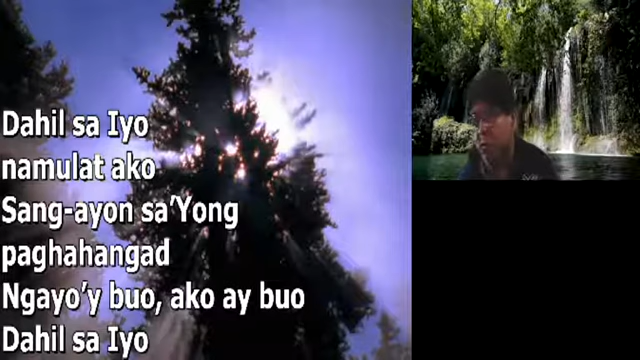 Dahil sa Iyo
namulat ako
Sang-ayon sa'Yong
paghahangad
Ngayo'y buo, ako ay buo
Dahil sa Iyo